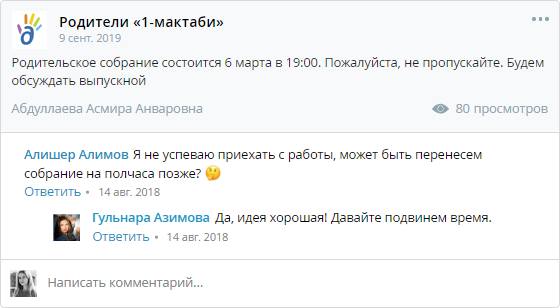 Родители «1-мактаби»
9 сент. 2019
Родительское собрание состоится 6 марта в 19:00. Пожалуйста, не пропускайте. Будем
обсуждать выпускной
Абдуллаева Асмира Анваровна
80 просмотров
Алишер Алимов Я не успеваю приехать с работы, может быть перенесем
собрание на полчаса позже? 🤔
Ответить • 14 авг. 2018
Гульнара Азимова Да, идея хорошая! Давайте подвинем время.
Ответить • 14 авг. 2018
Написать комментарий...